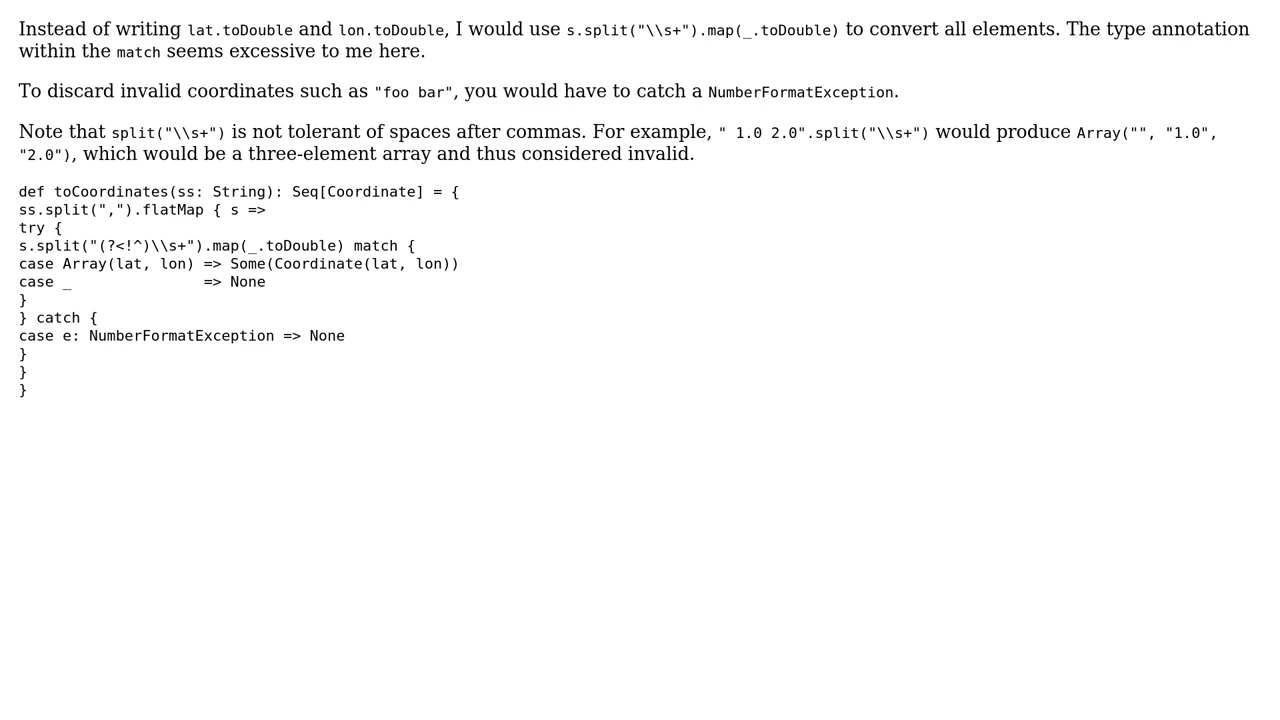 Instead of writing lat.toDouble and lon.toDouble, I would use s.split("\\s+").map(_.toDouble) to convert all elements. The type annotation
within the match seems excessive to me here.
To discard invalid coordinates such as "foo bar", you would have to catch a NumberFormatException.
Note that split("\\s+") is not tolerant of spaces after commas. For example, " 1.0 2.0".split("\\s+") would produce Array("", "1.0",
"2.0"), which would be a three-element array and thus considered invalid.
def toCoordinates(ss: String): Seq[Coordinate] = {
ss.split(",").flatMap { s =>
try {
s.split("(?<!^)\\s+").map(_.toDouble) match {
case Array(lat, lon) => Some(Coordinate(lat, lon))
case _               => None
}
} catch {
case e: NumberFormatException => None
}
}
}